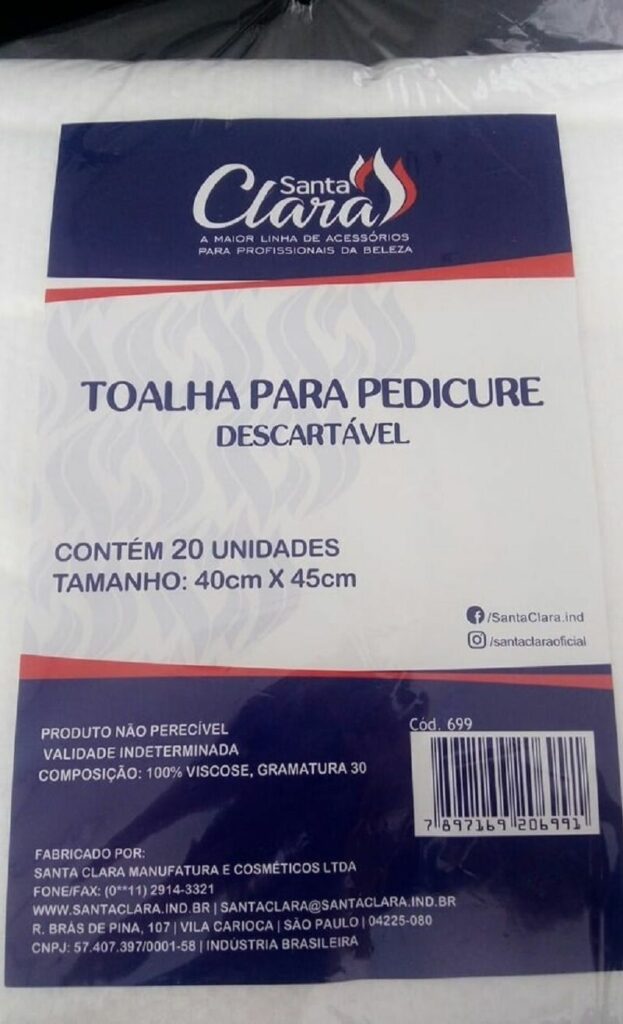 Santa
Clara
A MAIOR LINHA DE ACESSÓRIOS
PARA PROFISSIONAIS DA BELEZA
TOALHA PARA PEDICURE
DESCARTÁVEL
CONTÉM 20 UNIDADES
TAMANHO: 40cm X 45cm
/SantaClara.ind
/santaclaraoficial
PRODUTO NÃO PERECÍVEL
VALIDADE INDETERMINADA
COMPOSIÇÃO: 100% VISCOSE, GRAMATURA 30
Cód. 699
7 897169 206991
FABRICADO POR:
SANTA CLARA MANUFATURA E COSMÉTICOS LTDA
FONE/FAX: (0**11) 2914-3321
WWW.SANTACLARA.IND.BR | SANTACLARA@SANTACLARA.IND.BR
R. BRÁS DE PINA, 107 | VILA CARIOCA | SÃO PAULO | 04225-080
CNPJ: 57.407.397/0001-58 | INDÚSTRIA BRASILEIRA